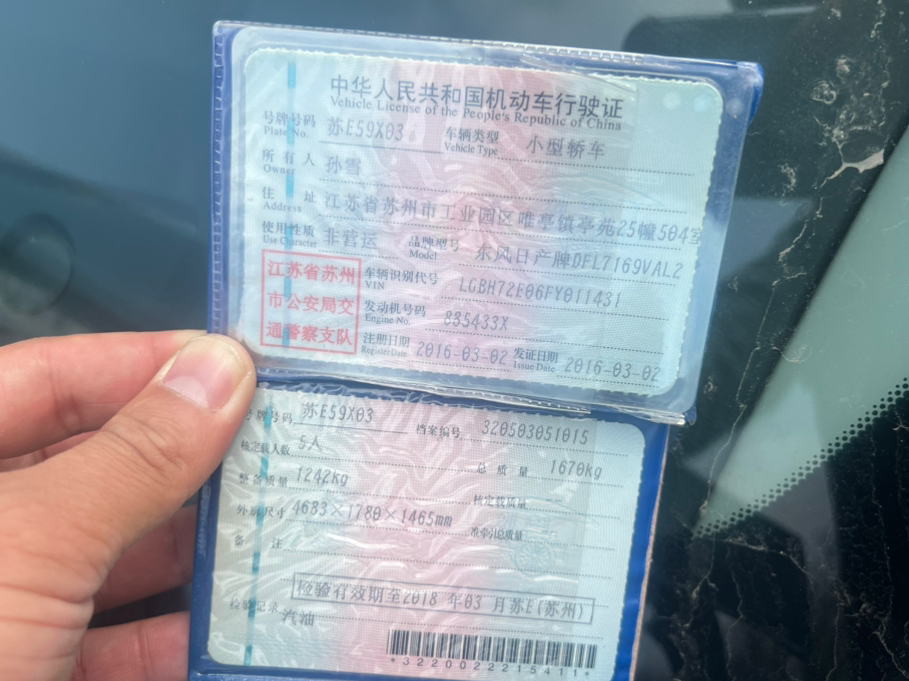 中华人民共和国机动车行驶证
Vehicle License of the People's Republic of China
号牌号码 Plate No. 苏E59X03 车辆类型 Vehicle Type 小型轿车
所有人 Owner 孙雪
住址 Address 江苏省苏州市工业园区唯亭镇亭苑25幢504室
使用性质 Use Character 非营运 品牌型号 Model 东风日产牌DFL7169VAL2
江苏省苏州
市公安局交
通警察支队
车辆识别代号 VIN LGBH72E06FY011431
发动机号码 Engine No. 885433X
注册日期 Register Date 2016-03-02 发证日期 Issue Date 2016-03-02
号牌号码 苏E59X03 档案编号 320503051015
核定载人数 5人 总质量 1670kg
整备质量 1242kg 核定载质量
外廓尺寸 4683×1780×1465mm 准牵引总质量
备注
检验有效期至2018年03月苏E(苏州)
检验记录
汽油
*3220022215411*